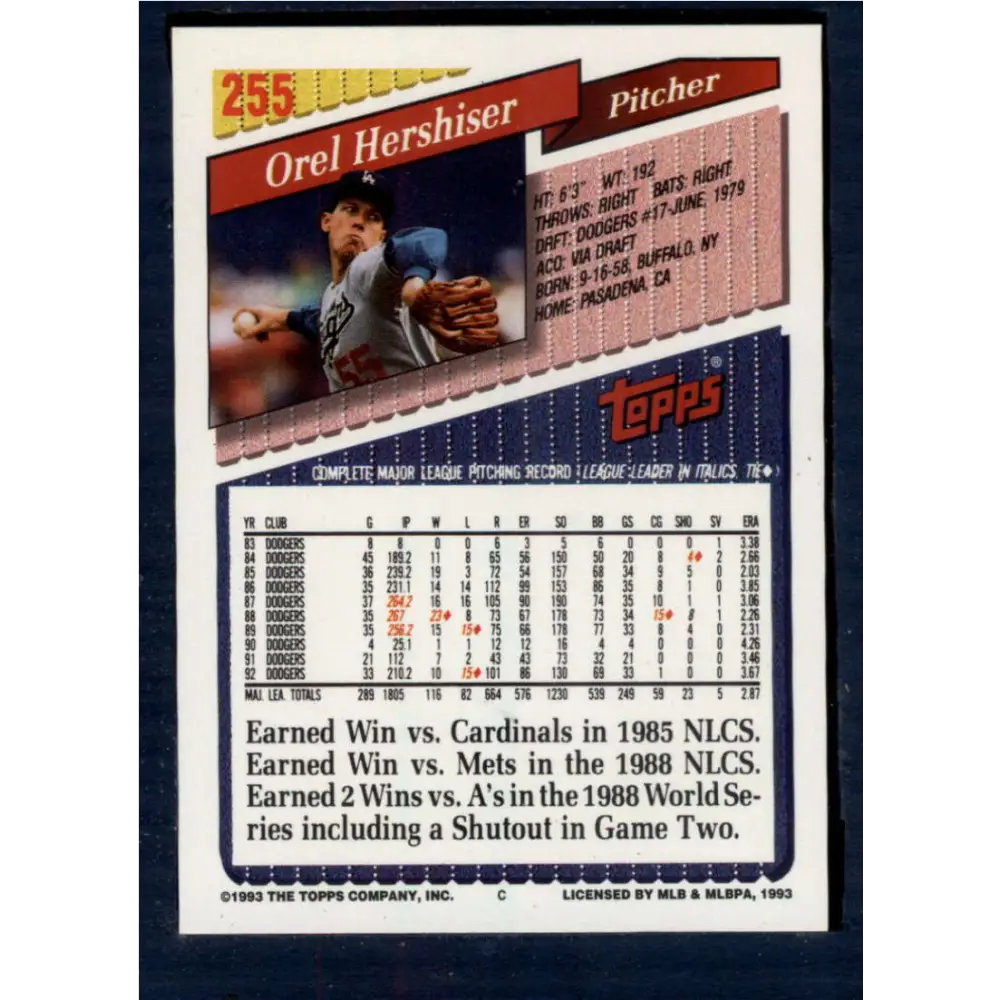 255
Orel Hershiser
Pitcher
HT: 6'3" WT: 192
THROWS: RIGHT BATS: RIGHT
DRFT: DODGERS #17-JUNE, 1979
ACQ: VIA DRAFT
BORN: 9-16-58, BUFFALO, NY
HOME: PASADENA, CA
LA
55
Topps®
COMPLETE MAJOR LEAGUE PITCHING RECORD (LEAGUE LEADER IN ITALICS, TIE♦)
YR CLUB G IP W L R ER SO BB GS CG SHO SV ERA
83 DODGERS 8 8 0 0 6 3 5 6 0 0 0 1 3.38
84 DODGERS 45 189.2 11 8 65 56 150 50 20 8 4♦ 2 2.66
85 DODGERS 36 239.2 19 3 72 54 157 68 34 9 5 0 2.03
86 DODGERS 35 231.1 14 14 112 99 153 86 35 8 1 0 3.85
87 DODGERS 37 264.2 16 16 105 90 190 74 35 10 1 1 3.06
88 DODGERS 35 267 23♦ 8 73 67 178 73 34 15♦ 8 1 2.26
89 DODGERS 35 256.2 15 15♦ 75 66 178 77 33 8 4 0 2.31
90 DODGERS 4 25.1 1 1 12 12 16 4 4 0 0 0 4.26
91 DODGERS 21 112 7 2 43 43 73 32 21 0 0 0 3.46
92 DODGERS 33 210.2 10 15♦ 101 86 130 69 33 1 0 0 3.67
MAJ. LEA. TOTALS 289 1805 116 82 664 576 1230 539 249 59 23 5 2.87
Earned Win vs. Cardinals in 1985 NLCS.
Earned Win vs. Mets in the 1988 NLCS.
Earned 2 Wins vs. A's in the 1988 World Se-
ries including a Shutout in Game Two.
©1993 THE TOPPS COMPANY, INC. C LICENSED BY MLB & MLBPA, 1993